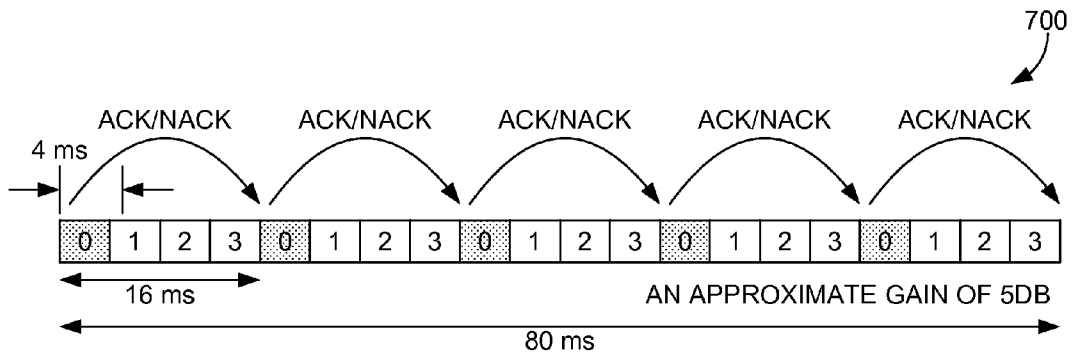 700
ACK/NACK ACK/NACK ACK/NACK ACK/NACK ACK/NACK
4 ms
0 1 2 3 0 1 2 3 0 1 2 3 0 1 2 3 0 1 2 3
16 ms
AN APPROXIMATE GAIN OF 5DB
80 ms